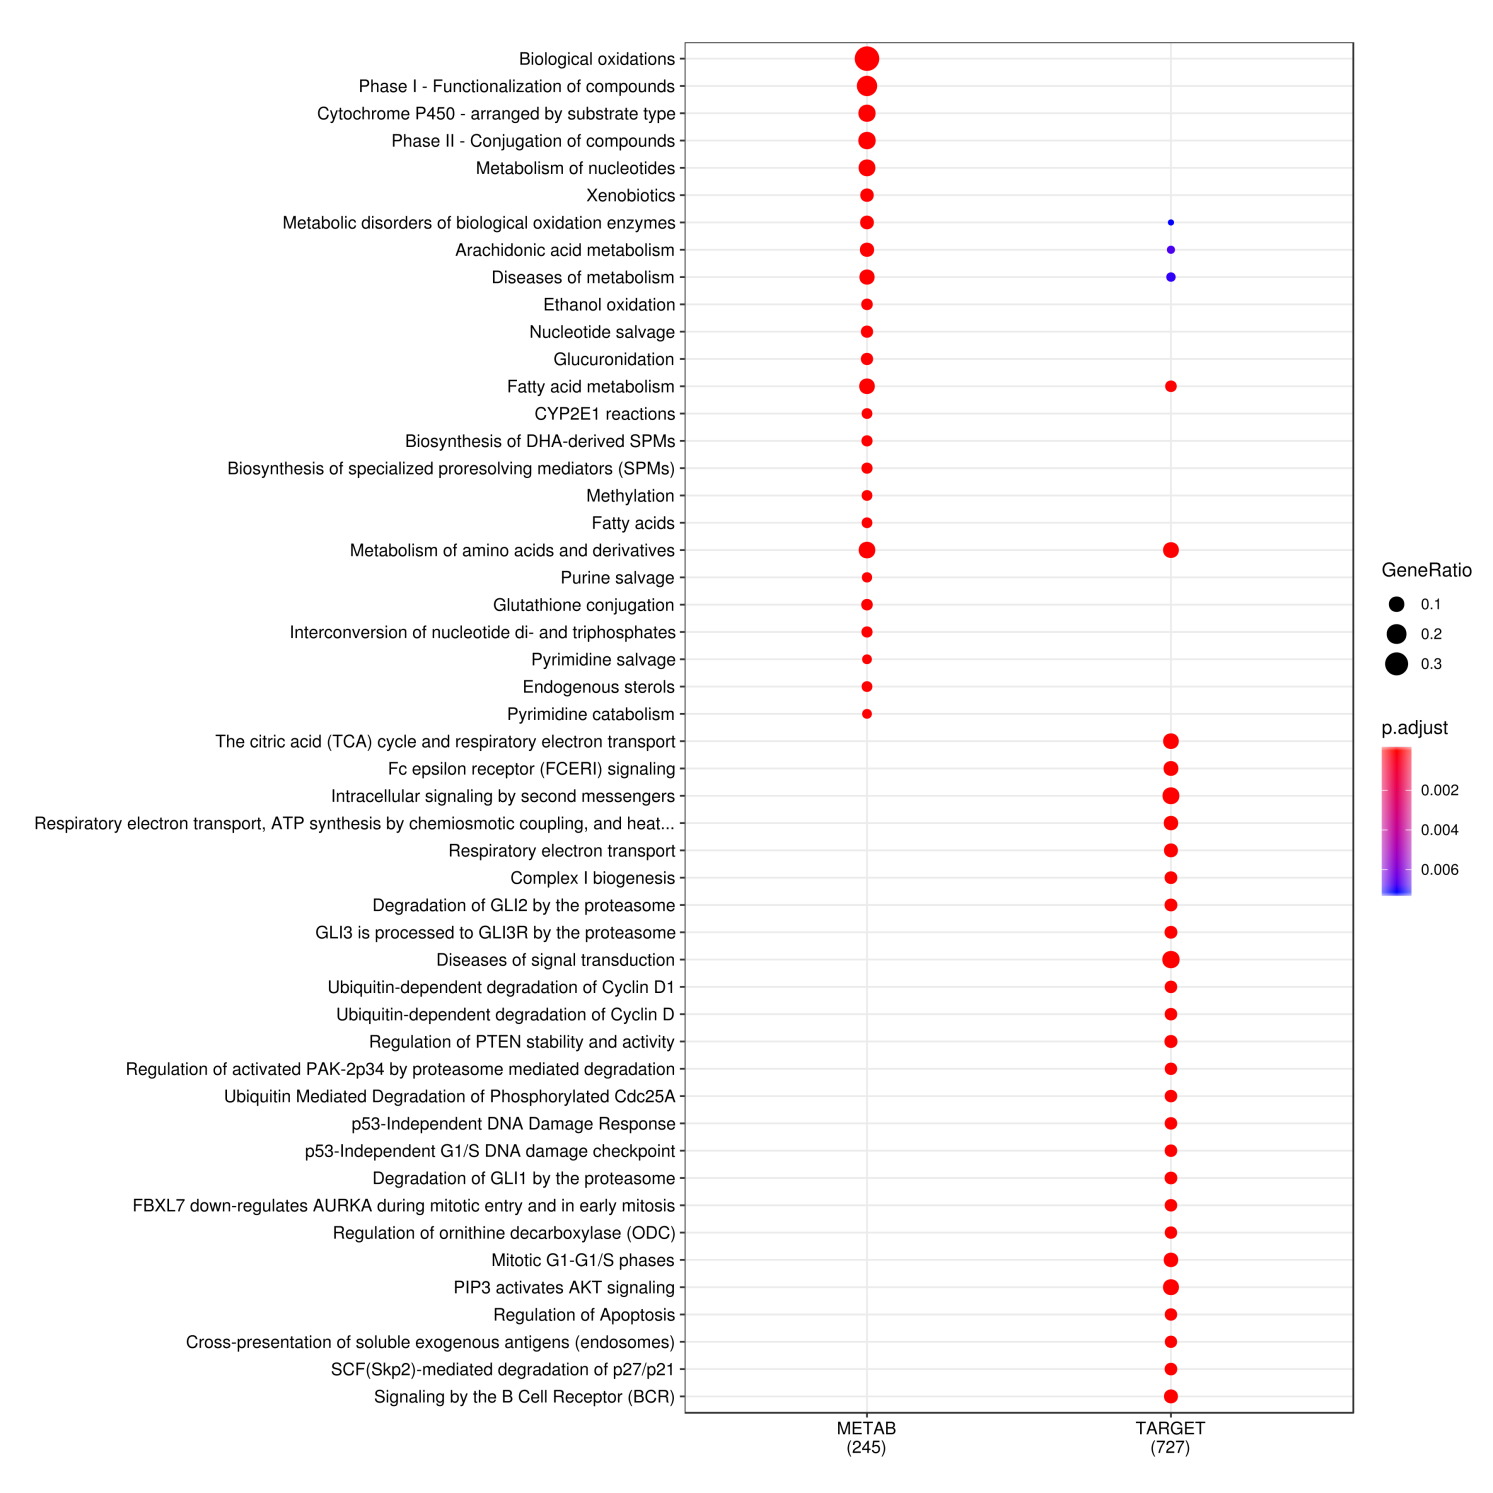 Biological oxidations
Phase I - Functionalization of compounds
Cytochrome P450 - arranged by substrate type
Phase II - Conjugation of compounds
Metabolism of nucleotides
Xenobiotics
Metabolic disorders of biological oxidation enzymes
Arachidonic acid metabolism
Diseases of metabolism
Ethanol oxidation
Nucleotide salvage
Glucuronidation
Fatty acid metabolism
CYP2E1 reactions
Biosynthesis of DHA-derived SPMs
Biosynthesis of specialized proresolving mediators (SPMs)
Methylation
Fatty acids
Metabolism of amino acids and derivatives
Purine salvage
Glutathione conjugation
Interconversion of nucleotide di- and triphosphates
Pyrimidine salvage
Endogenous sterols
Pyrimidine catabolism
The citric acid (TCA) cycle and respiratory electron transport
Fc epsilon receptor (FCERI) signaling
Intracellular signaling by second messengers
Respiratory electron transport, ATP synthesis by chemiosmotic coupling, and heat...
Respiratory electron transport
Complex I biogenesis
Degradation of GLI2 by the proteasome
GLI3 is processed to GLI3R by the proteasome
Diseases of signal transduction
Ubiquitin-dependent degradation of Cyclin D1
Ubiquitin-dependent degradation of Cyclin D
Regulation of PTEN stability and activity
Regulation of activated PAK-2p34 by proteasome mediated degradation
Ubiquitin Mediated Degradation of Phosphorylated Cdc25A
p53-Independent DNA Damage Response
p53-Independent G1/S DNA damage checkpoint
Degradation of GLI1 by the proteasome
FBXL7 down-regulates AURKA during mitotic entry and in early mitosis
Regulation of ornithine decarboxylase (ODC)
Mitotic G1-G1/S phases
PIP3 activates AKT signaling
Regulation of Apoptosis
Cross-presentation of soluble exogenous antigens (endosomes)
SCF(Skp2)-mediated degradation of p27/p21
Signaling by the B Cell Receptor (BCR)
METAB
(245)
TARGET
(727)
GeneRatio
0.1
0.2
0.3
p.adjust
0.002
0.004
0.006